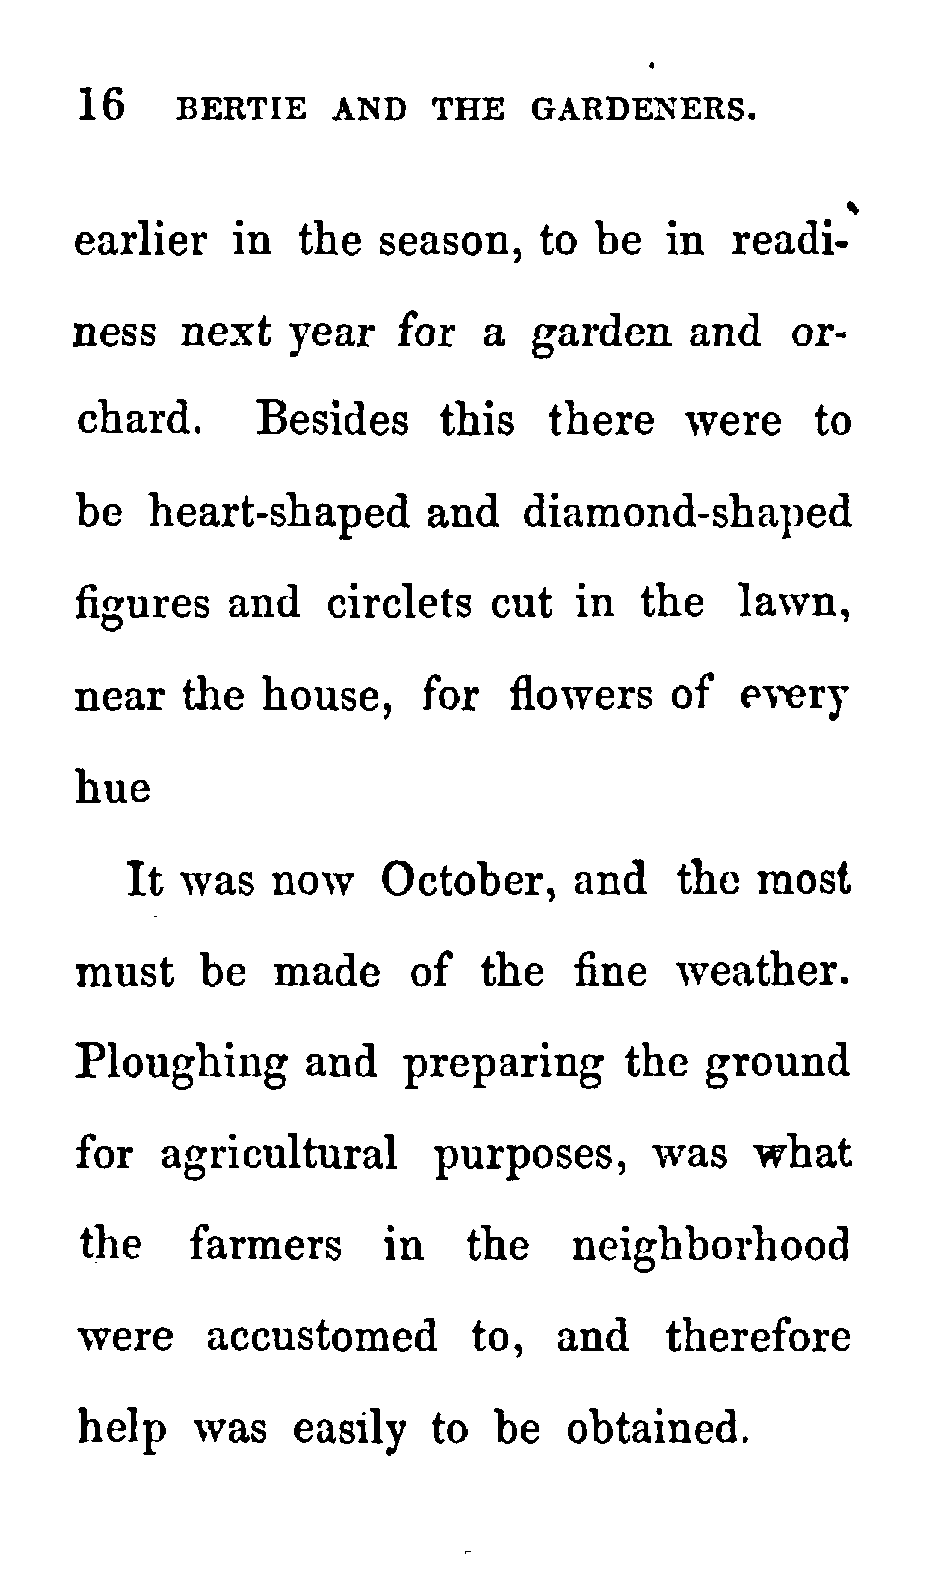 16 BERTIE AND THE GARDENERS.
earlier in the season, to be in readi-
ness next year for a garden and or-
chard. Besides this there were to
be heart-shaped and diamond-shaped
figures and circlets cut in the lawn,
near the house, for flowers of every
hue
It was now October, and the most
must be made of the fine weather.
Ploughing and preparing the ground
for agricultural purposes, was what
the farmers in the neighborhood
were accustomed to, and therefore
help was easily to be obtained.